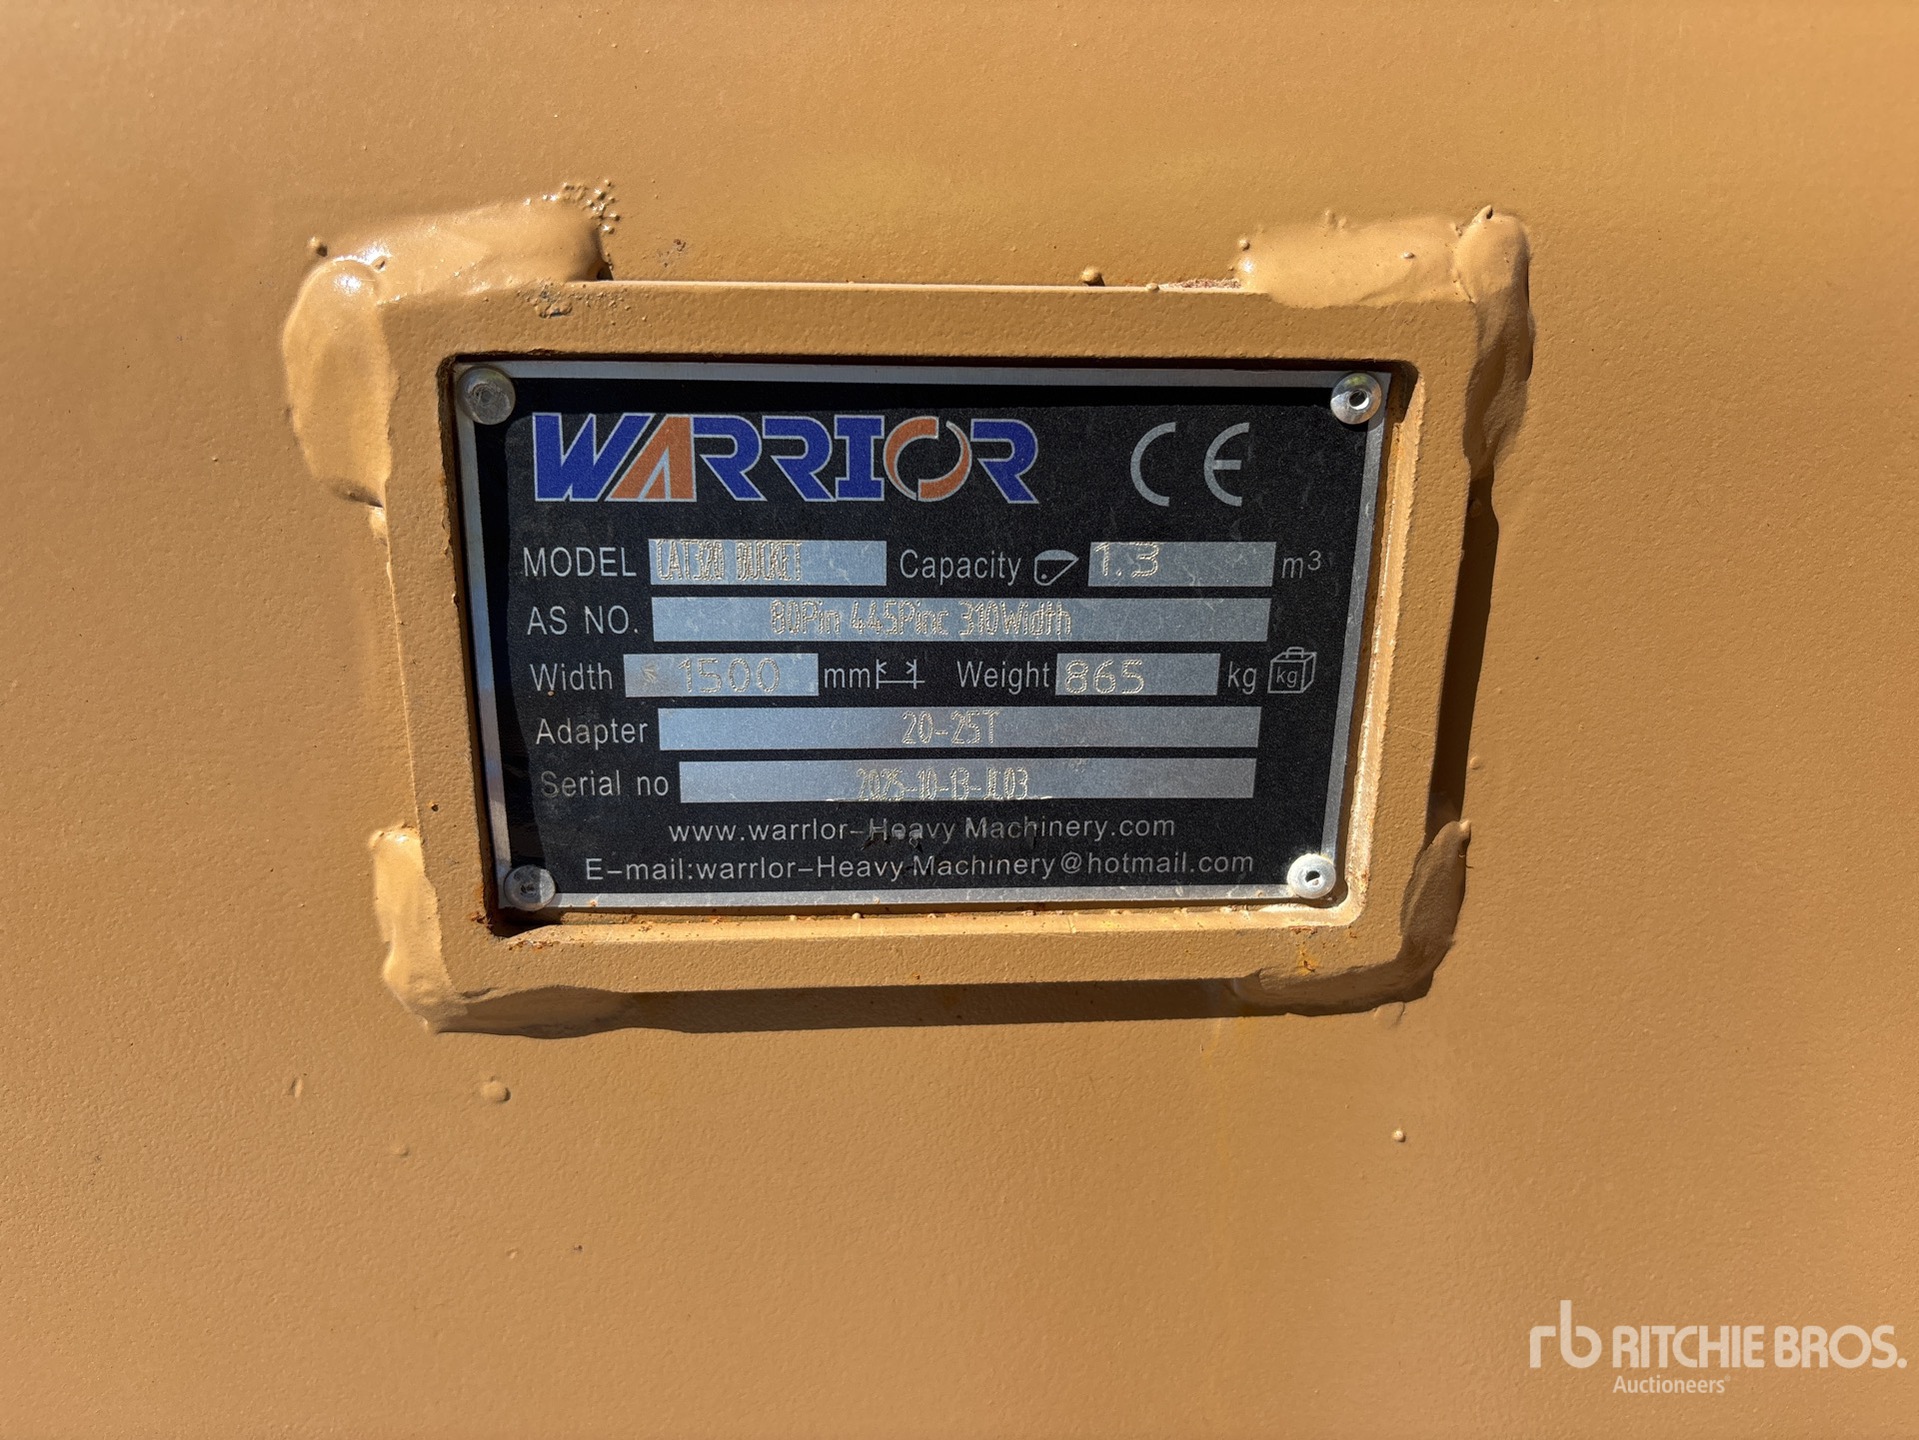 WARRIOR CE
MODEL CAT320 BUCKET Capacity 1.3 m³
AS NO. 80Pin 445Pinc 310Width
Width 1500 mm Weight 865 kg kg
Adapter 20-25T
Serial no 2025-10-13-JL03
www.warrlor-Heavy Machinery.com
E-mail:warrlor-Heavy Machinery@hotmail.com
rb RITCHIE BROS.
Auctioneers